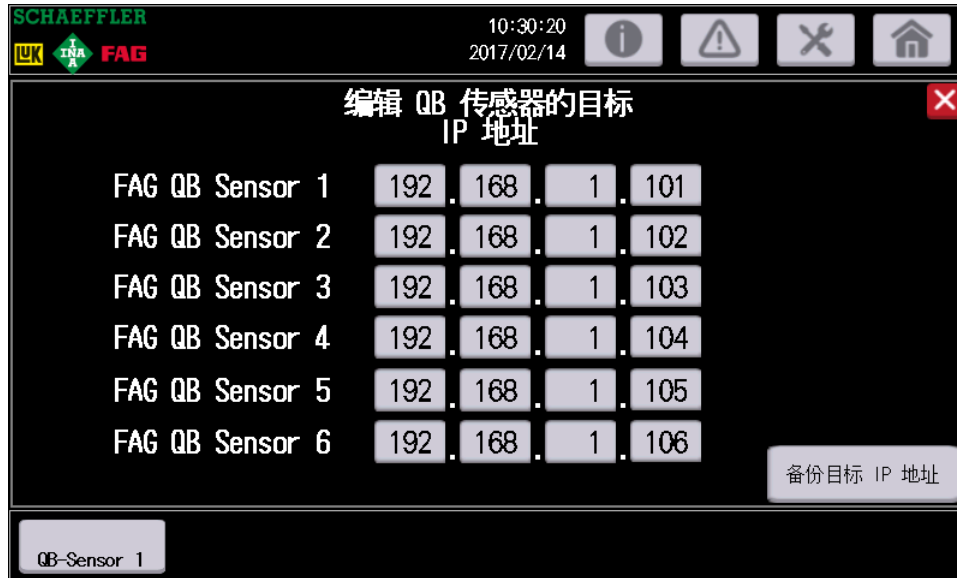 SCHAEFFLER
LUK INA FAG
10:30:20
2017/02/14
编辑 QB 传感器的目标
IP 地址
FAG QB Sensor 1 192 . 168 . 1 . 101
FAG QB Sensor 2 192 . 168 . 1 . 102
FAG QB Sensor 3 192 . 168 . 1 . 103
FAG QB Sensor 4 192 . 168 . 1 . 104
FAG QB Sensor 5 192 . 168 . 1 . 105
FAG QB Sensor 6 192 . 168 . 1 . 106
备份目标 IP 地址
QB-Sensor 1